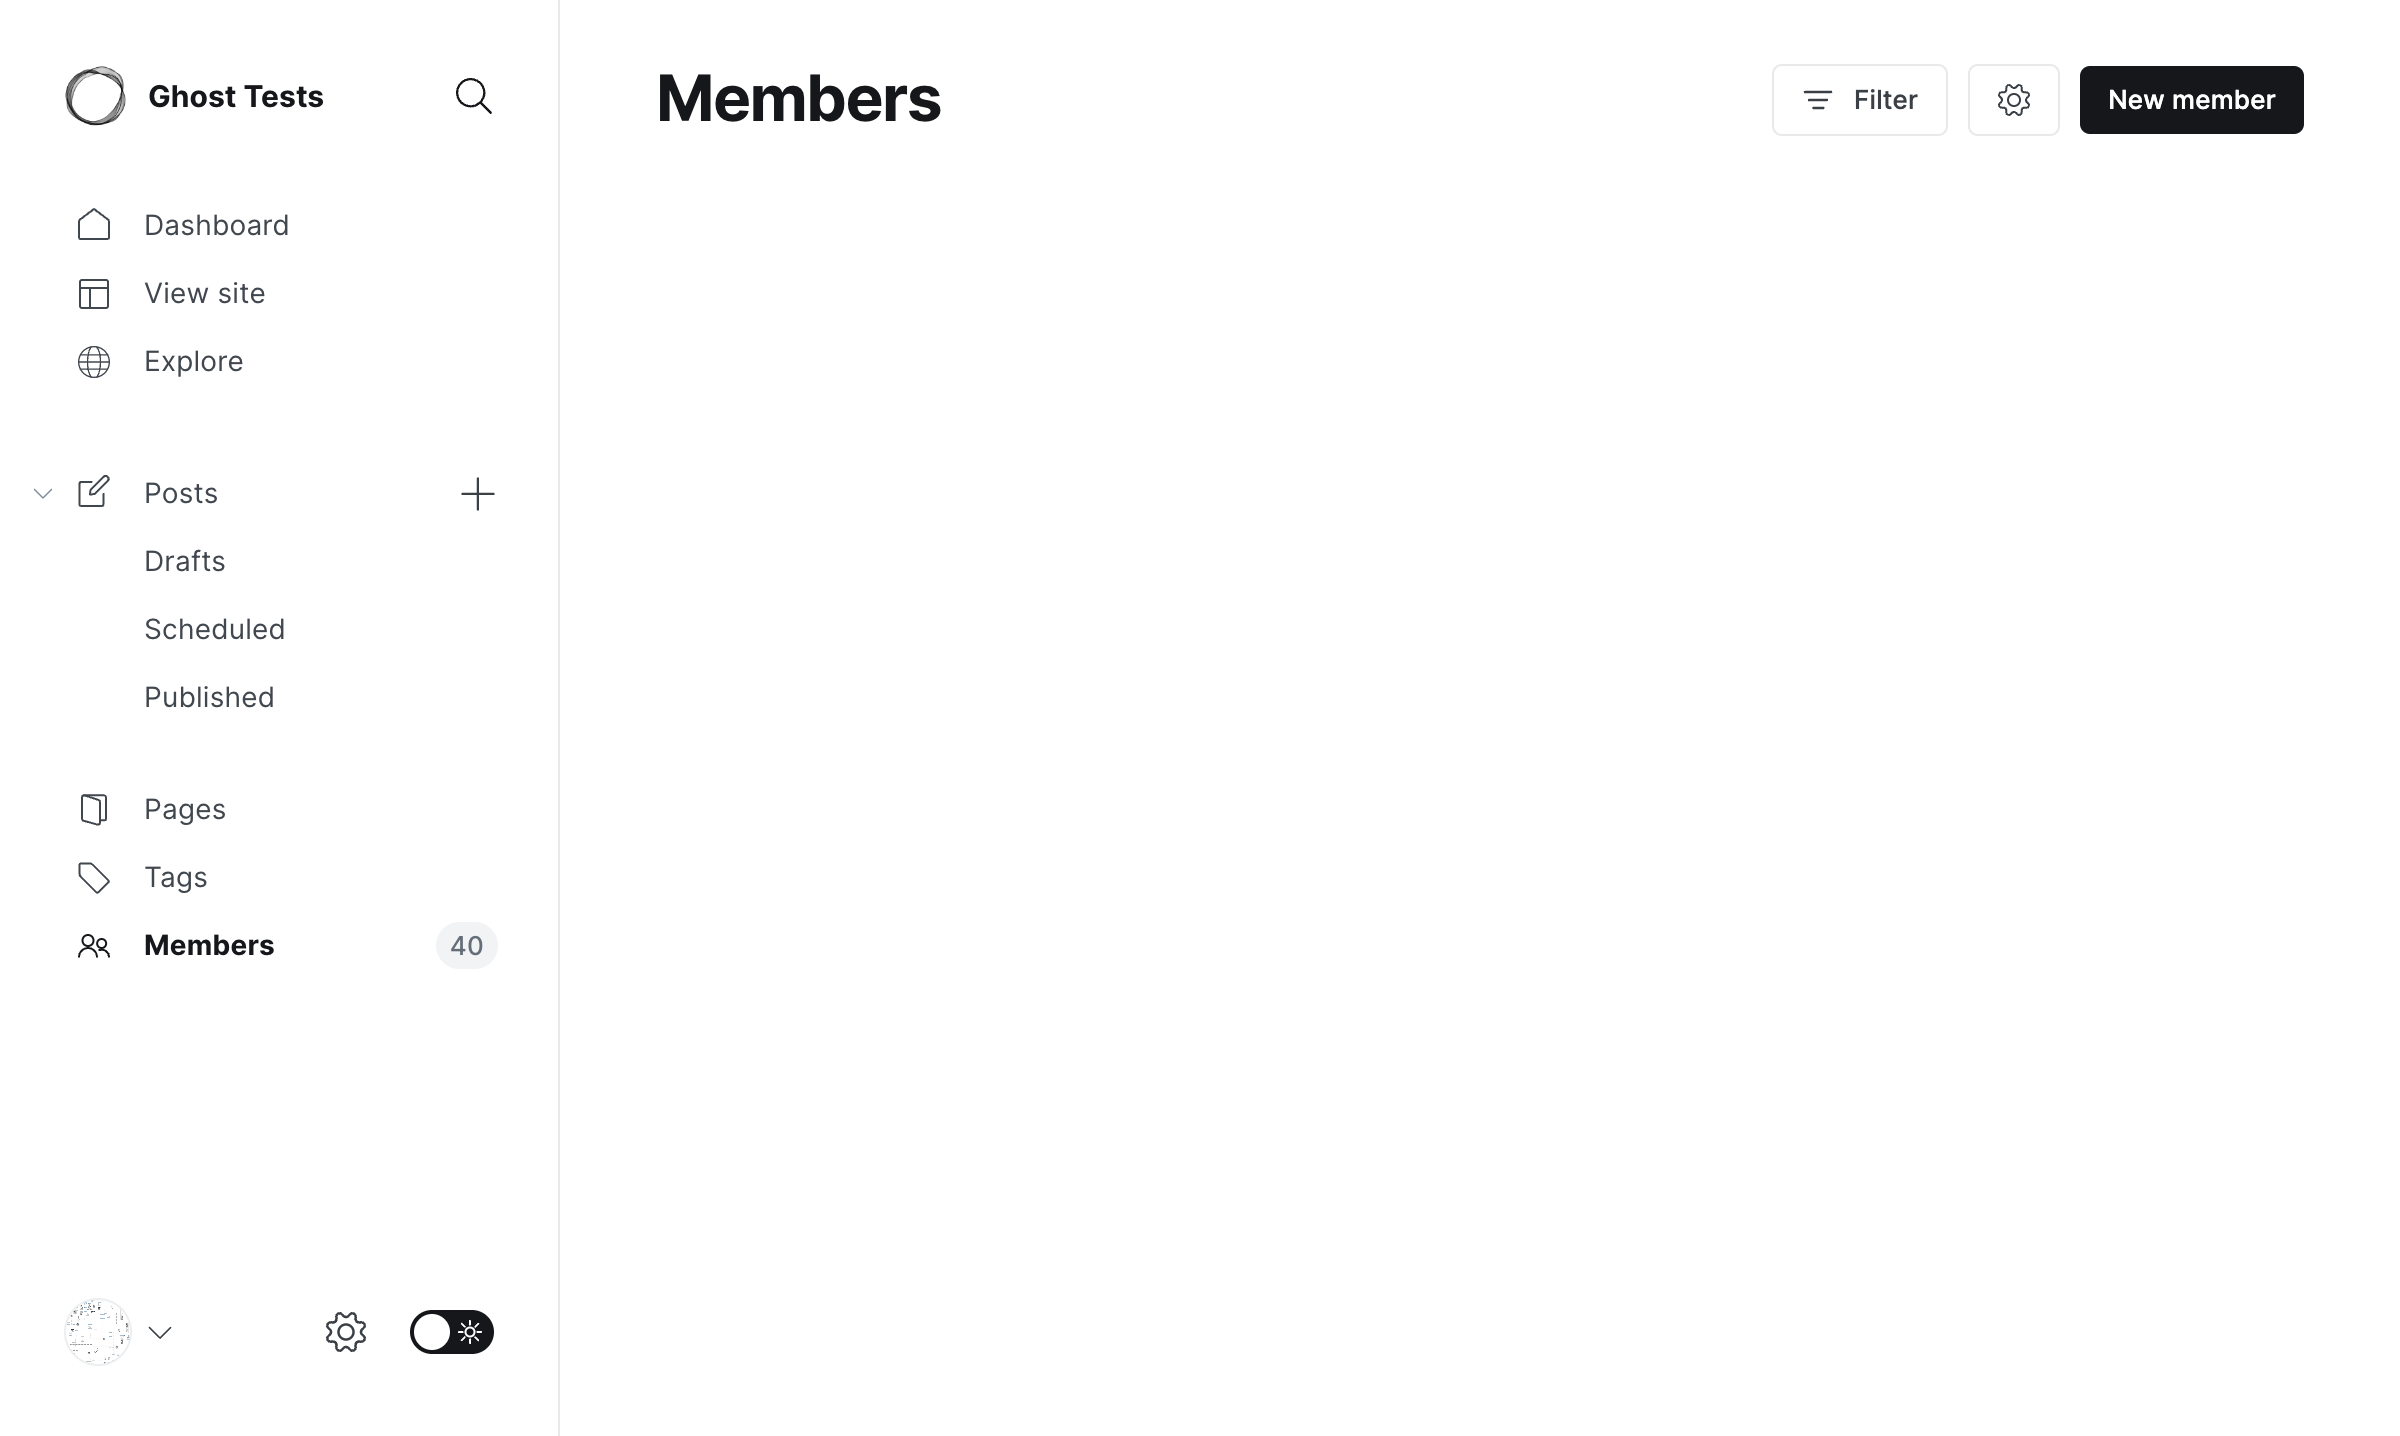 Ghost Tests
Dashboard
View site
Explore
Posts
Drafts
Scheduled
Published
Pages
Tags
Members 40
Members
Filter
New member